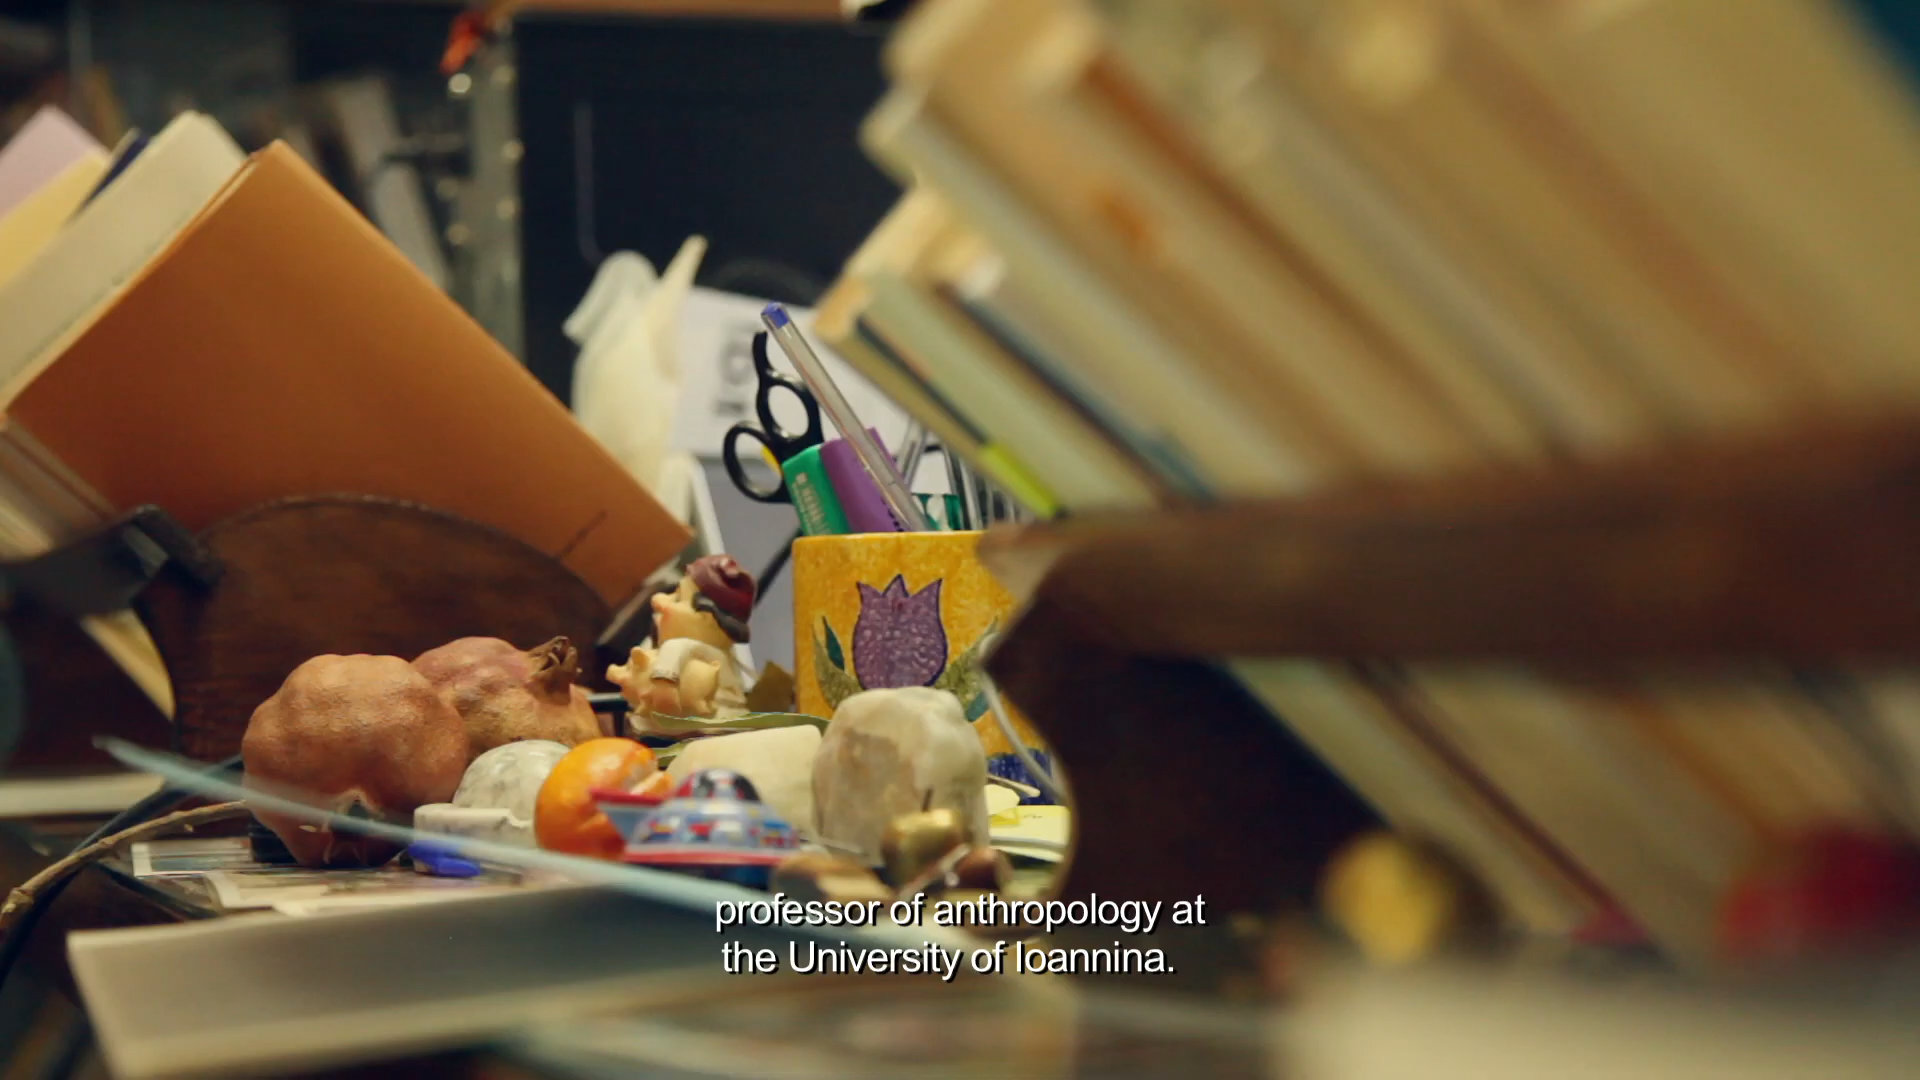 professor of anthropology at
the University of Ioannina.